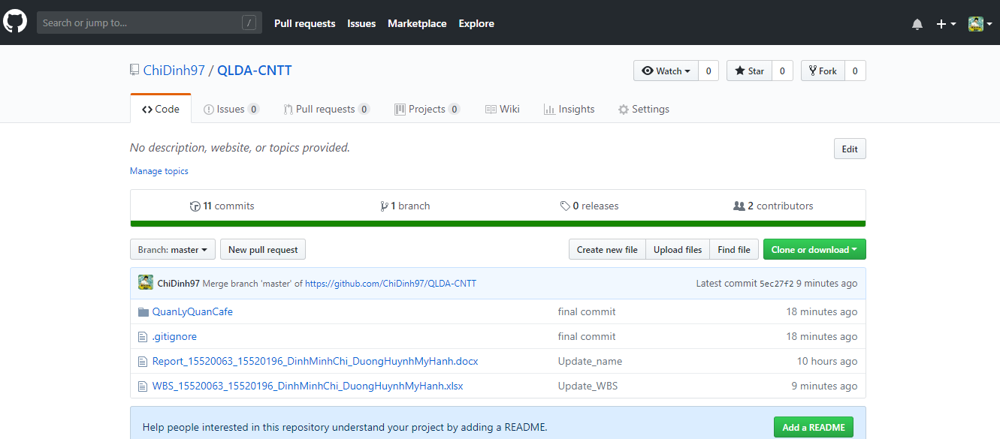 Search or jump to... / Pull requests Issues Marketplace Explore
ChiDinh97 / QLDA-CNTT Watch 0 Star 0 Fork 0
Code Issues 0 Pull requests 0 Projects 0 Wiki Insights Settings
No description, website, or topics provided. Edit
Manage topics
11 commits 1 branch 0 releases 2 contributors
Branch: master New pull request Create new file Upload files Find file Clone or download
ChiDinh97 Merge branch 'master' of https://github.com/ChiDinh97/QLDA-CNTT Latest commit 5ec27f2 9 minutes ago
QuanLyQuanCafe final commit 18 minutes ago
.gitignore final commit 18 minutes ago
Report_15520063_15520196_DinhMinhChi_DuongHuynhMyHanh.docx Update_name 10 hours ago
WBS_15520063_15520196_DinhMinhChi_DuongHuynhMyHanh.xlsx Update_WBS 9 minutes ago
Help people interested in this repository understand your project by adding a README. Add a README